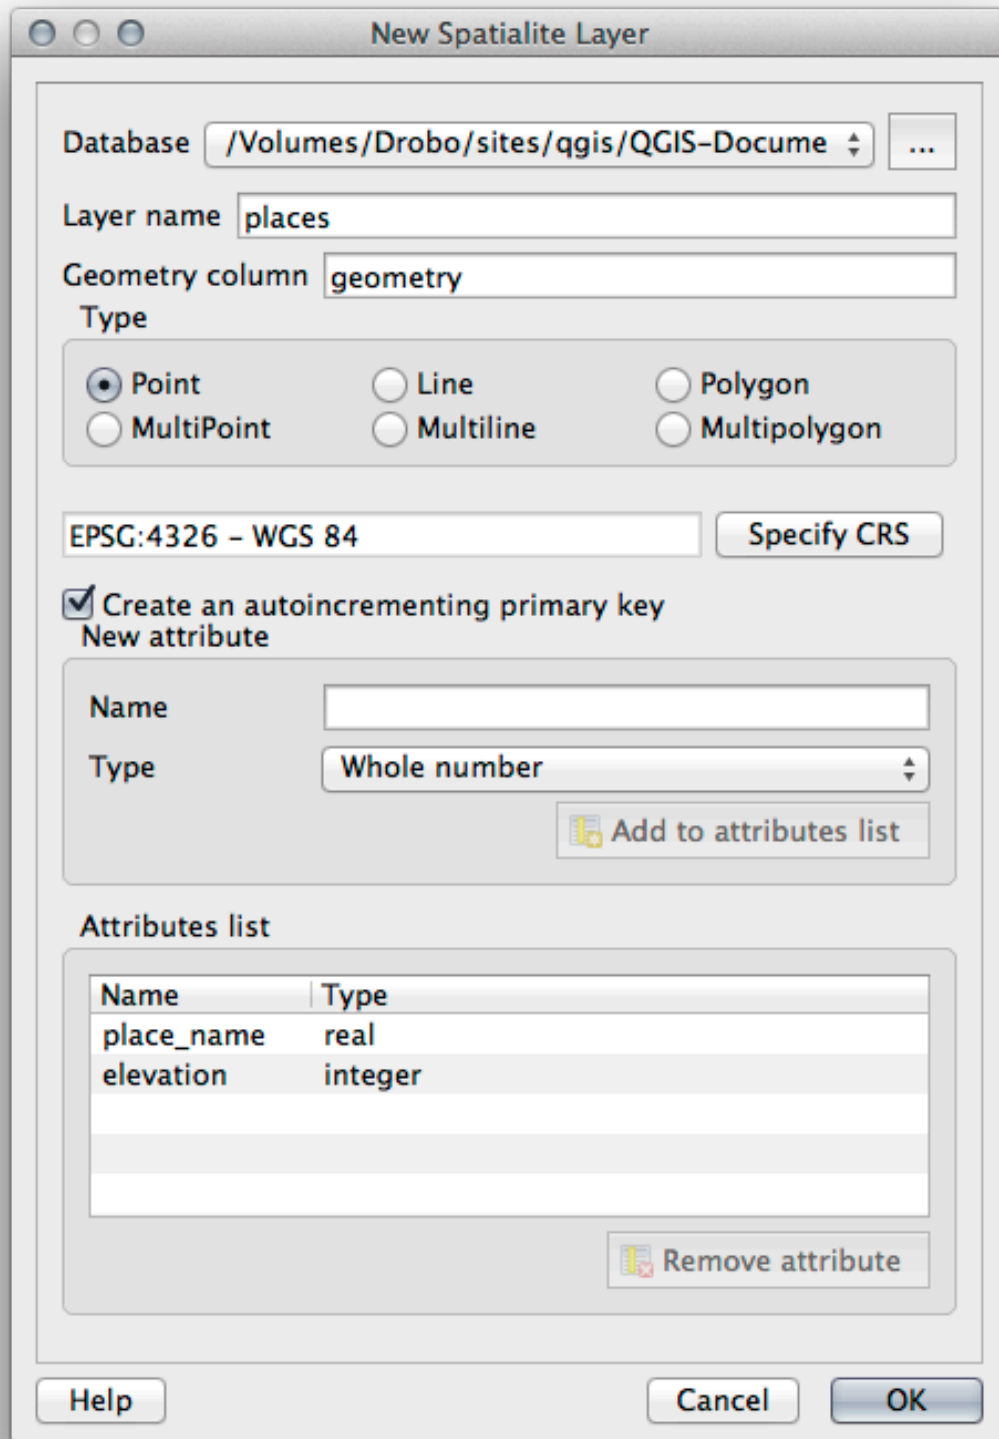 New Spatialite Layer
Database /Volumes/Drobo/sites/qgis/QGIS-Docume ...
Layer name places
Geometry column geometry
Type
Point Line Polygon
MultiPoint Multiline Multipolygon
EPSG:4326 – WGS 84 Specify CRS
Create an autoincrementing primary key
New attribute
Name
Type Whole number
Add to attributes list
Attributes list
Name Type
place_name real
elevation integer
Remove attribute
Help Cancel OK